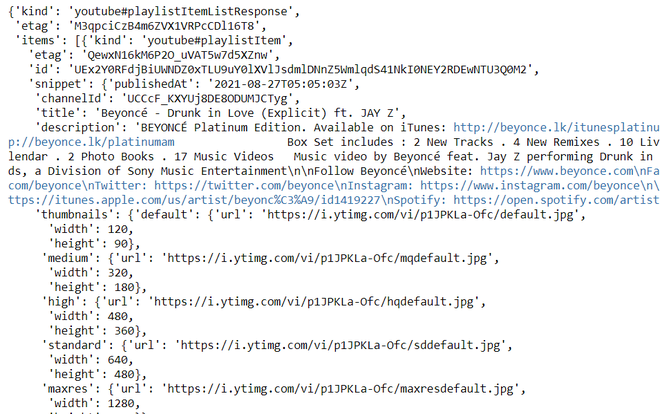 {'kind': 'youtube#playlistItemListResponse',
'etag': 'M3qpciCzB4m6ZVX1VRPcCDl16T8',
'items': [{'kind': 'youtube#playlistItem',
'etag': 'QewxN16kM6P2O_uVAT5w7d5XZnw',
'id': 'UEx2Y0RFdjBiUWNDZ0xTLU9uY0lXVlJsdmlDNnZ5WmlqdS41NkI0NEY2RDEwNTU3Q0M2',
'snippet': {'publishedAt': '2021-08-27T05:05:03Z',
'channelId': 'UCCcF_KXYUj8DE8ODUMJCTyg',
'title': 'Beyoncé - Drunk in Love (Explicit) ft. JAY Z',
'description': 'BEYONCÉ Platinum Edition. Available on iTunes: http://beyonce.lk/itunesplatinu
p://beyonce.lk/platinumam Box Set includes : 2 New Tracks . 4 New Remixes . 10 Liv
lendar . 2 Photo Books . 17 Music Videos Music video by Beyoncé feat. Jay Z performing Drunk in
ds, a Division of Sony Music Entertainment\n\nFollow Beyoncé\nWebsite: https://www.beyonce.com\nFa
com/beyonce\nTwitter: https://twitter.com/beyonce\nInstagram: https://www.instagram.com/beyonce\n\
ttps://itunes.apple.com/us/artist/beyonc%C3%A9/id1419227\nSpotify: https://open.spotify.com/artist
'thumbnails': {'default': {'url': 'https://i.ytimg.com/vi/p1JPKLa-Ofc/default.jpg',
'width': 120,
'height': 90},
'medium': {'url': 'https://i.ytimg.com/vi/p1JPKLa-Ofc/mqdefault.jpg',
'width': 320,
'height': 180},
'high': {'url': 'https://i.ytimg.com/vi/p1JPKLa-Ofc/hqdefault.jpg',
'width': 480,
'height': 360},
'standard': {'url': 'https://i.ytimg.com/vi/p1JPKLa-Ofc/sddefault.jpg',
'width': 640,
'height': 480},
'maxres': {'url': 'https://i.ytimg.com/vi/p1JPKLa-Ofc/maxresdefault.jpg',
'width': 1280,